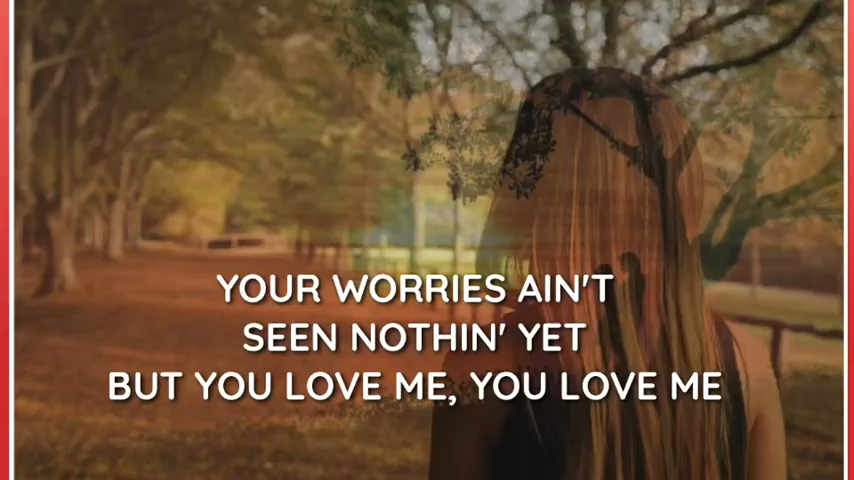 YOUR WORRIES AIN'T
SEEN NOTHIN' YET
BUT YOU LOVE ME, YOU LOVE ME